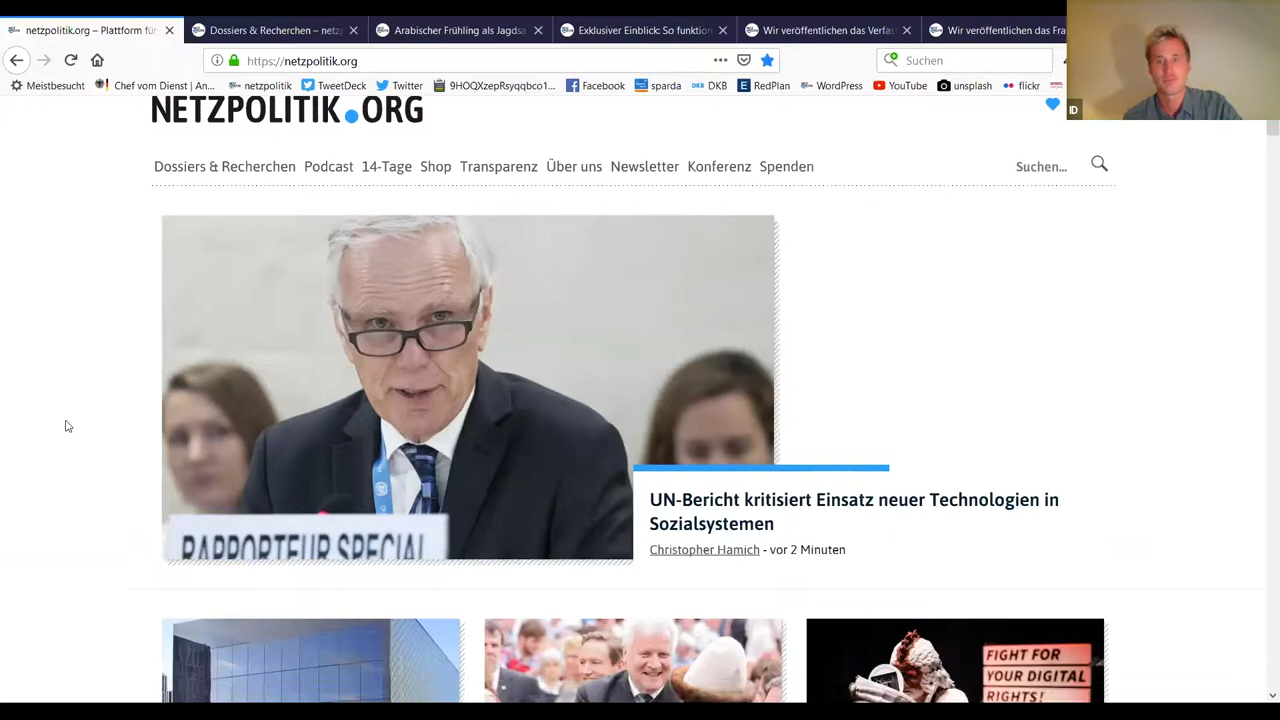 netzpolitik.org – Plattform für
Dossiers & Recherchen – netz
Arabischer Frühling als Jagdsa
Exklusiver Einblick: So funktion
Wir veröffentlichen das Verfas
Wir veröffentlichen das Fra
https://netzpolitik.org
Suchen
Meistbesucht
Chef vom Dienst | An...
netzpolitik
TweetDeck
Twitter
9HOQXzepRsyqqbco1...
Facebook
sparda
DKB
DKB
RedPlam
WordPress
YouTube
unsplash
flickr
ID
NETZPOLITIK.ORG
Dossiers & Recherchen Podcast 14-Tage Shop Transparenz Über uns Newsletter Konferenz Spenden
Suchen...
RAPPORTEUR SPECIAL
UN-Bericht kritisiert Einsatz neuer Technologien in
Sozialsystemen
Christopher Hamich - vor 2 Minuten
FIGHT FOR
YOUR DIGITAL
RIGHTS!